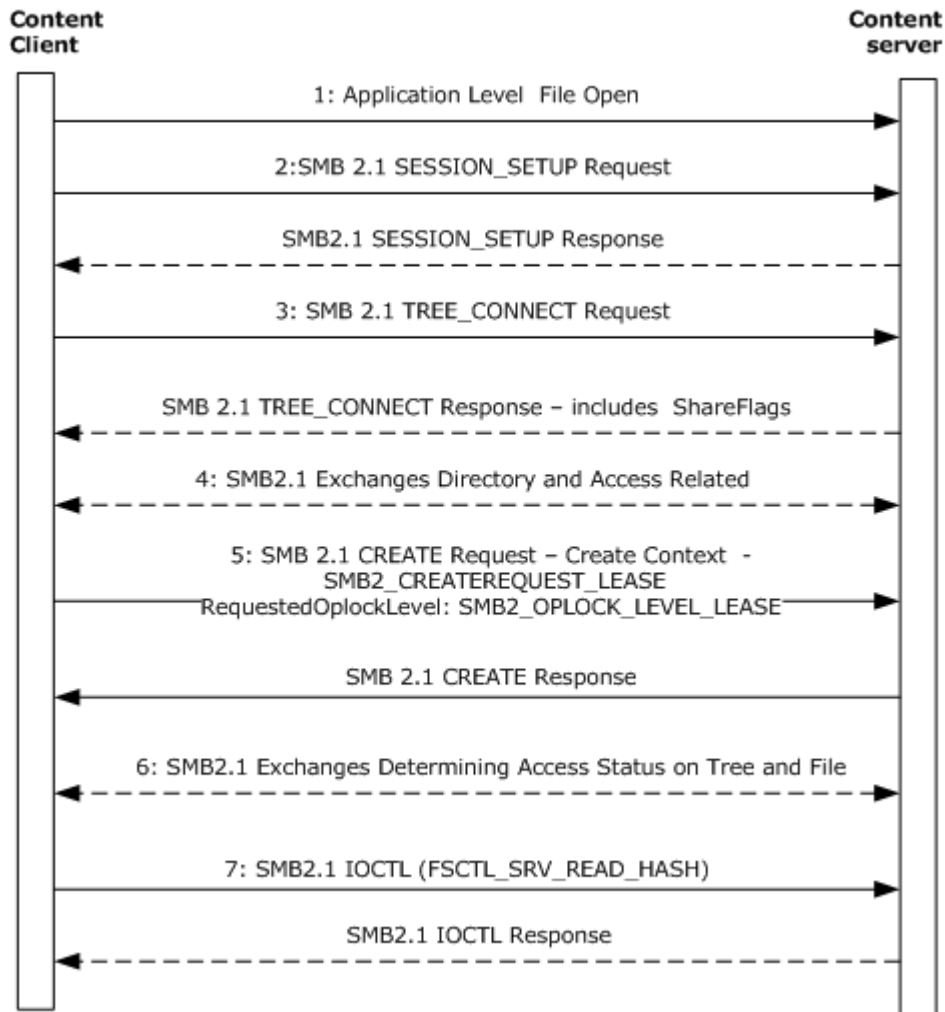 Content
Client
Content
server
1: Application Level File Open
2:SMB 2.1 SESSION_SETUP Request
SMB2.1 SESSION_SETUP Response
3: SMB 2.1 TREE_CONNECT Request
SMB 2.1 TREE_CONNECT Response – includes ShareFlags
4: SMB2.1 Exchanges Directory and Access Related
5: SMB 2.1 CREATE Request – Create Context -
SMB2_CREATEREQUEST_LEASE
RequestedOplockLevel: SMB2_OPLOCK_LEVEL_LEASE
SMB 2.1 CREATE Response
6: SMB2.1 Exchanges Determining Access Status on Tree and File
7: SMB2.1 IOCTL (FSCTL_SRV_READ_HASH)
SMB2.1 IOCTL Response